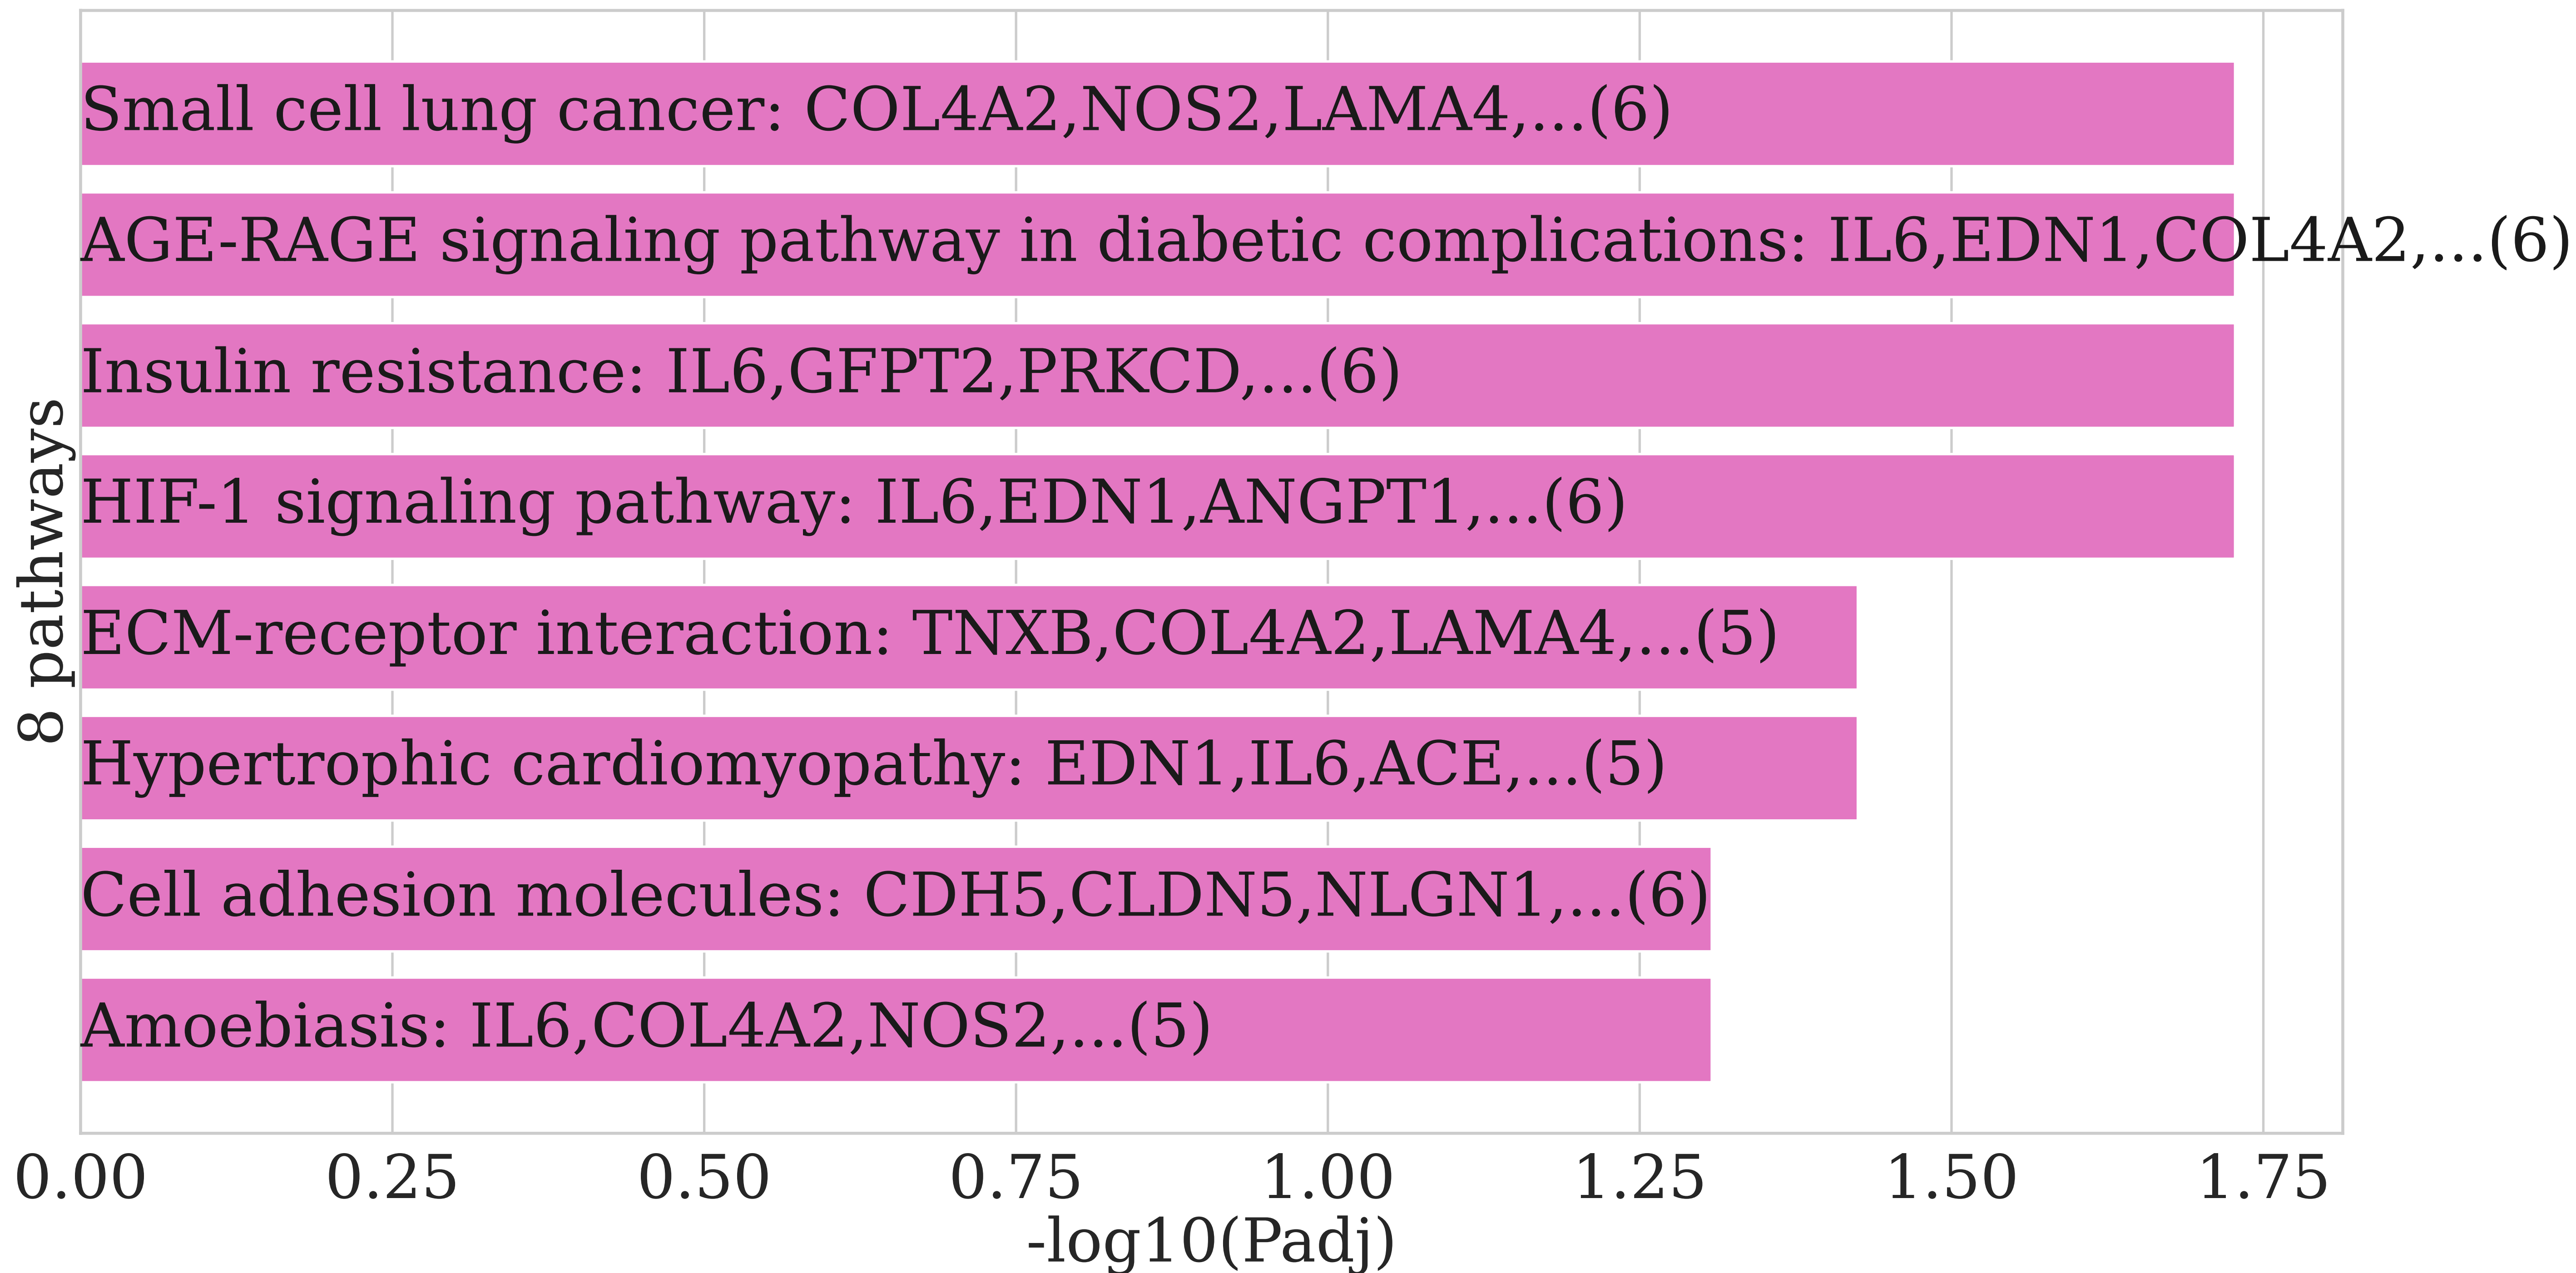 Small cell lung cancer: COL4A2,NOS2,LAMA4,...(6)
AGE-RAGE signaling pathway in diabetic complications: IL6,EDN1,COL4A2,...(6)
Insulin resistance: IL6,GFPT2,PRKCD,...(6)
HIF-1 signaling pathway: IL6,EDN1,ANGPT1,...(6)
ECM-receptor interaction: TNXB,COL4A2,LAMA4,...(5)
Hypertrophic cardiomyopathy: EDN1,IL6,ACE,...(5)
Cell adhesion molecules: CDH5,CLDN5,NLGN1,...(6)
Amoebiasis: IL6,COL4A2,NOS2,...(5)
8 pathways
0.00 0.25 0.50 0.75 1.00 1.25 1.50 1.75
-log10(Padj)